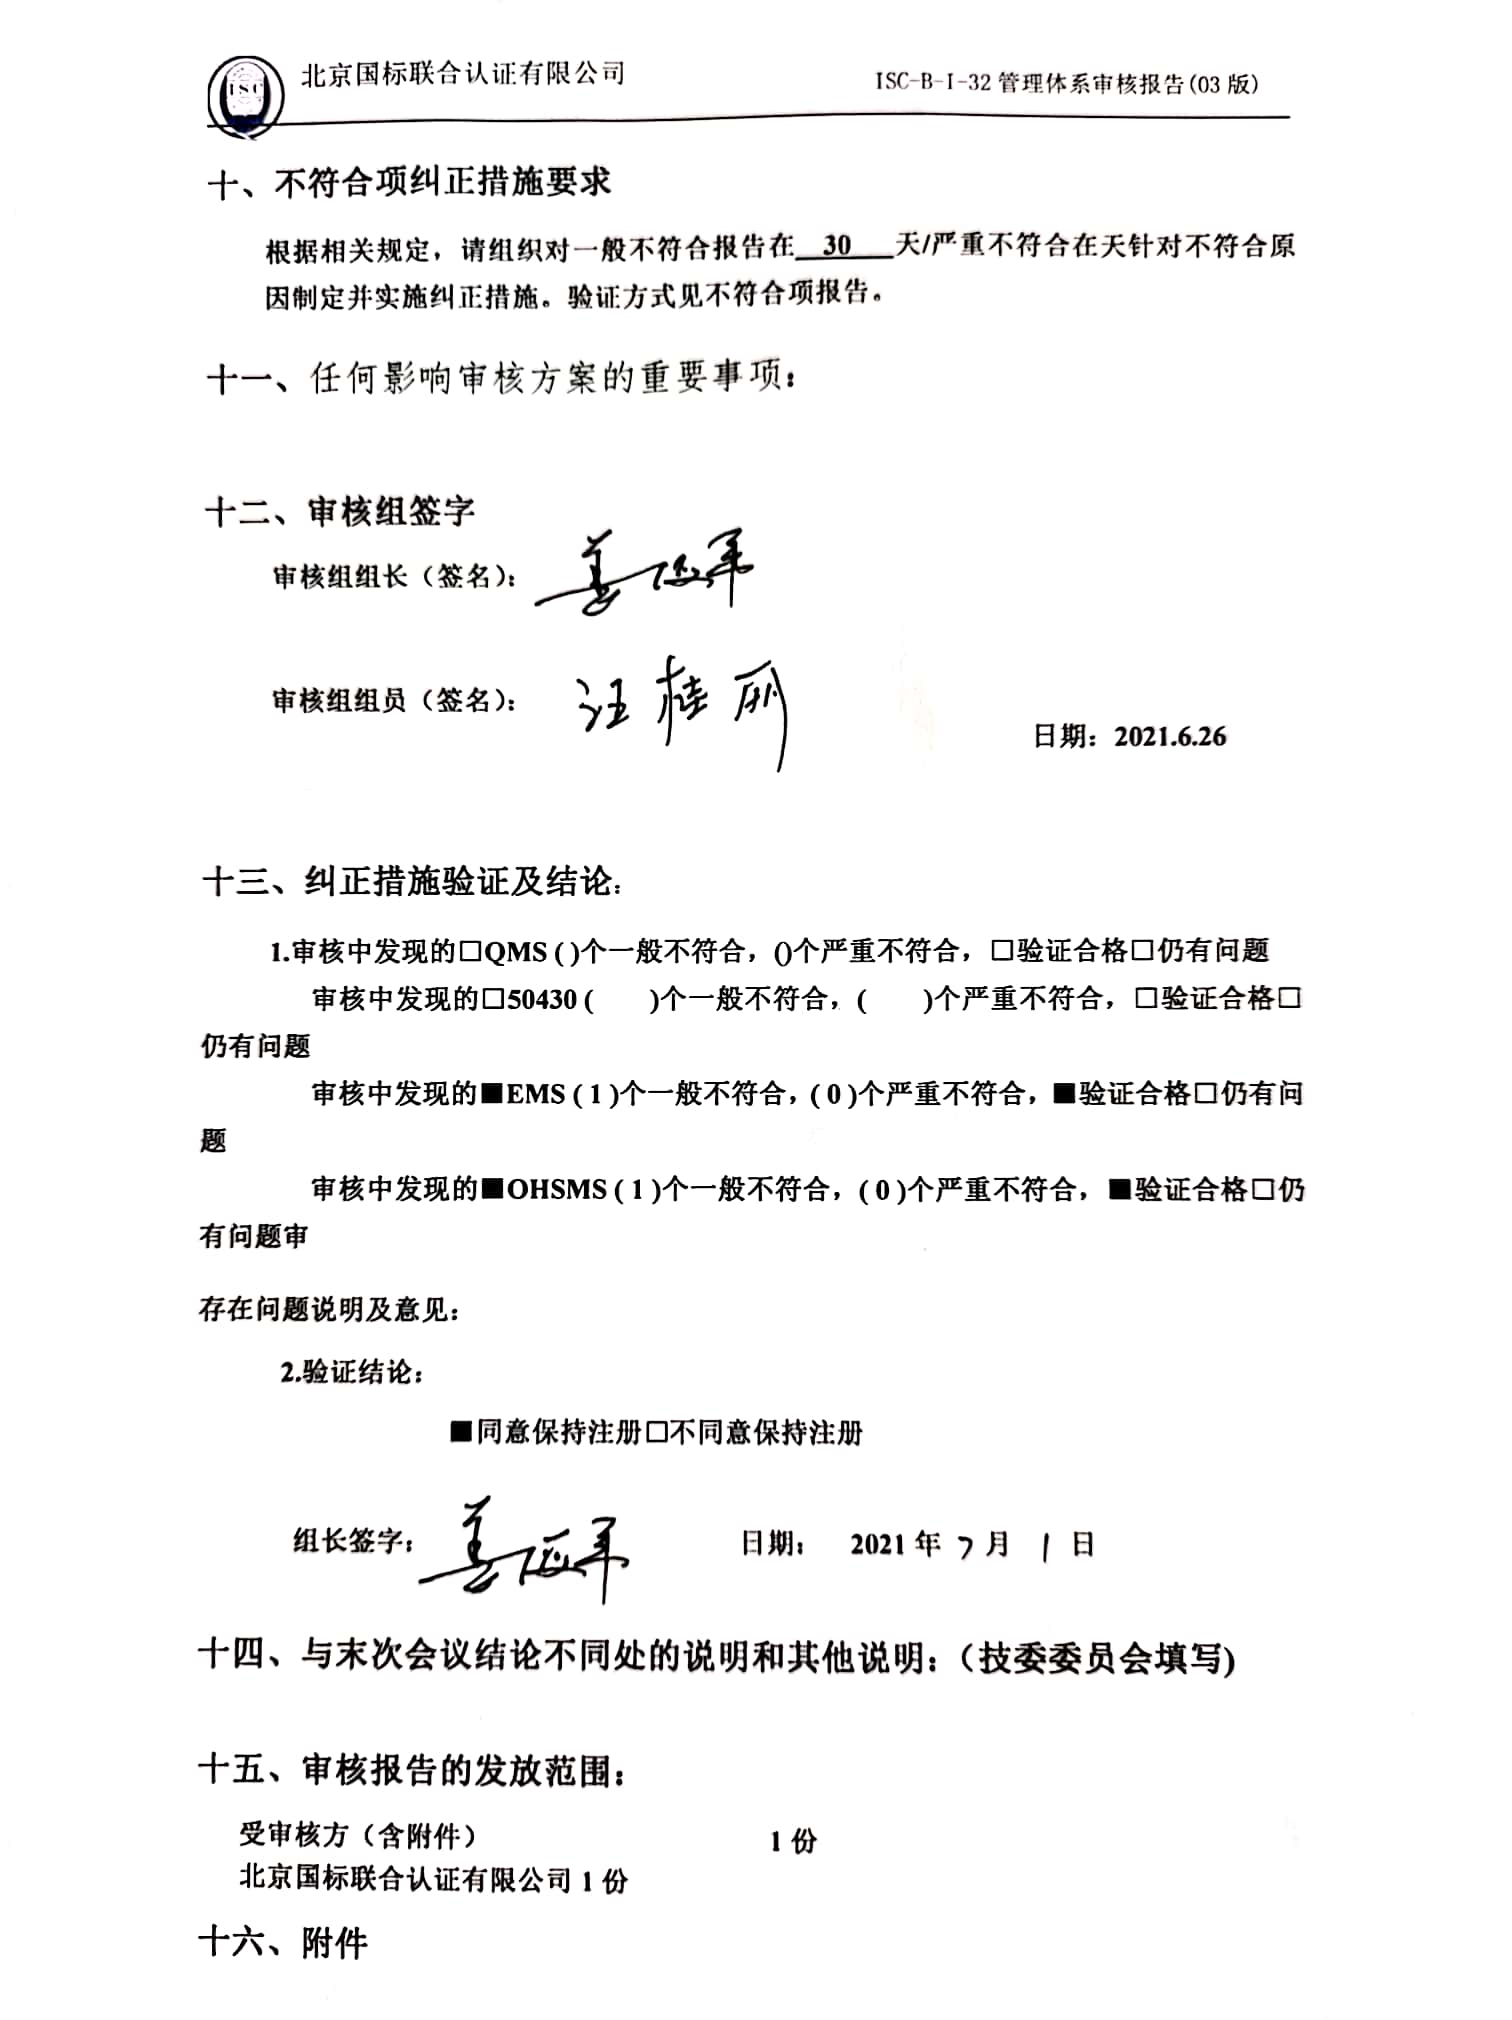 ISC
北京国标联合认证有限公司
ISC-B-I-32 管理体系审核报告(03 版)
十、不符合项纠正措施要求
根据相关规定，请组织对一般不符合报告在 30 天/严重不符合在天针对不符合原
因制定并实施纠正措施。验证方式见不符合项报告。
十一、任何影响审核方案的重要事项：
十二、审核组签字
审核组组长（签名）：
审核组组员（签名）： 汪桂丽
日期：2021.6.26
十三、纠正措施验证及结论：
1.审核中发现的□QMS ( )个一般不符合，()个严重不符合，□验证合格□仍有问题
审核中发现的□50430 ( )个一般不符合，( )个严重不符合，□验证合格□
仍有问题
审核中发现的■EMS ( 1 )个一般不符合，( 0 )个严重不符合，■验证合格□仍有问
题
审核中发现的■OHSMS ( 1 )个一般不符合，( 0 )个严重不符合，■验证合格□仍
有问题审
存在问题说明及意见：
2.验证结论：
■同意保持注册□不同意保持注册
组长签字： 日期： 2021 年 7 月 1 日
十四、与末次会议结论不同处的说明和其他说明：（技委委员会填写)
十五、审核报告的发放范围：
受审核方（含附件） 1 份
北京国标联合认证有限公司 1 份
十六、附件